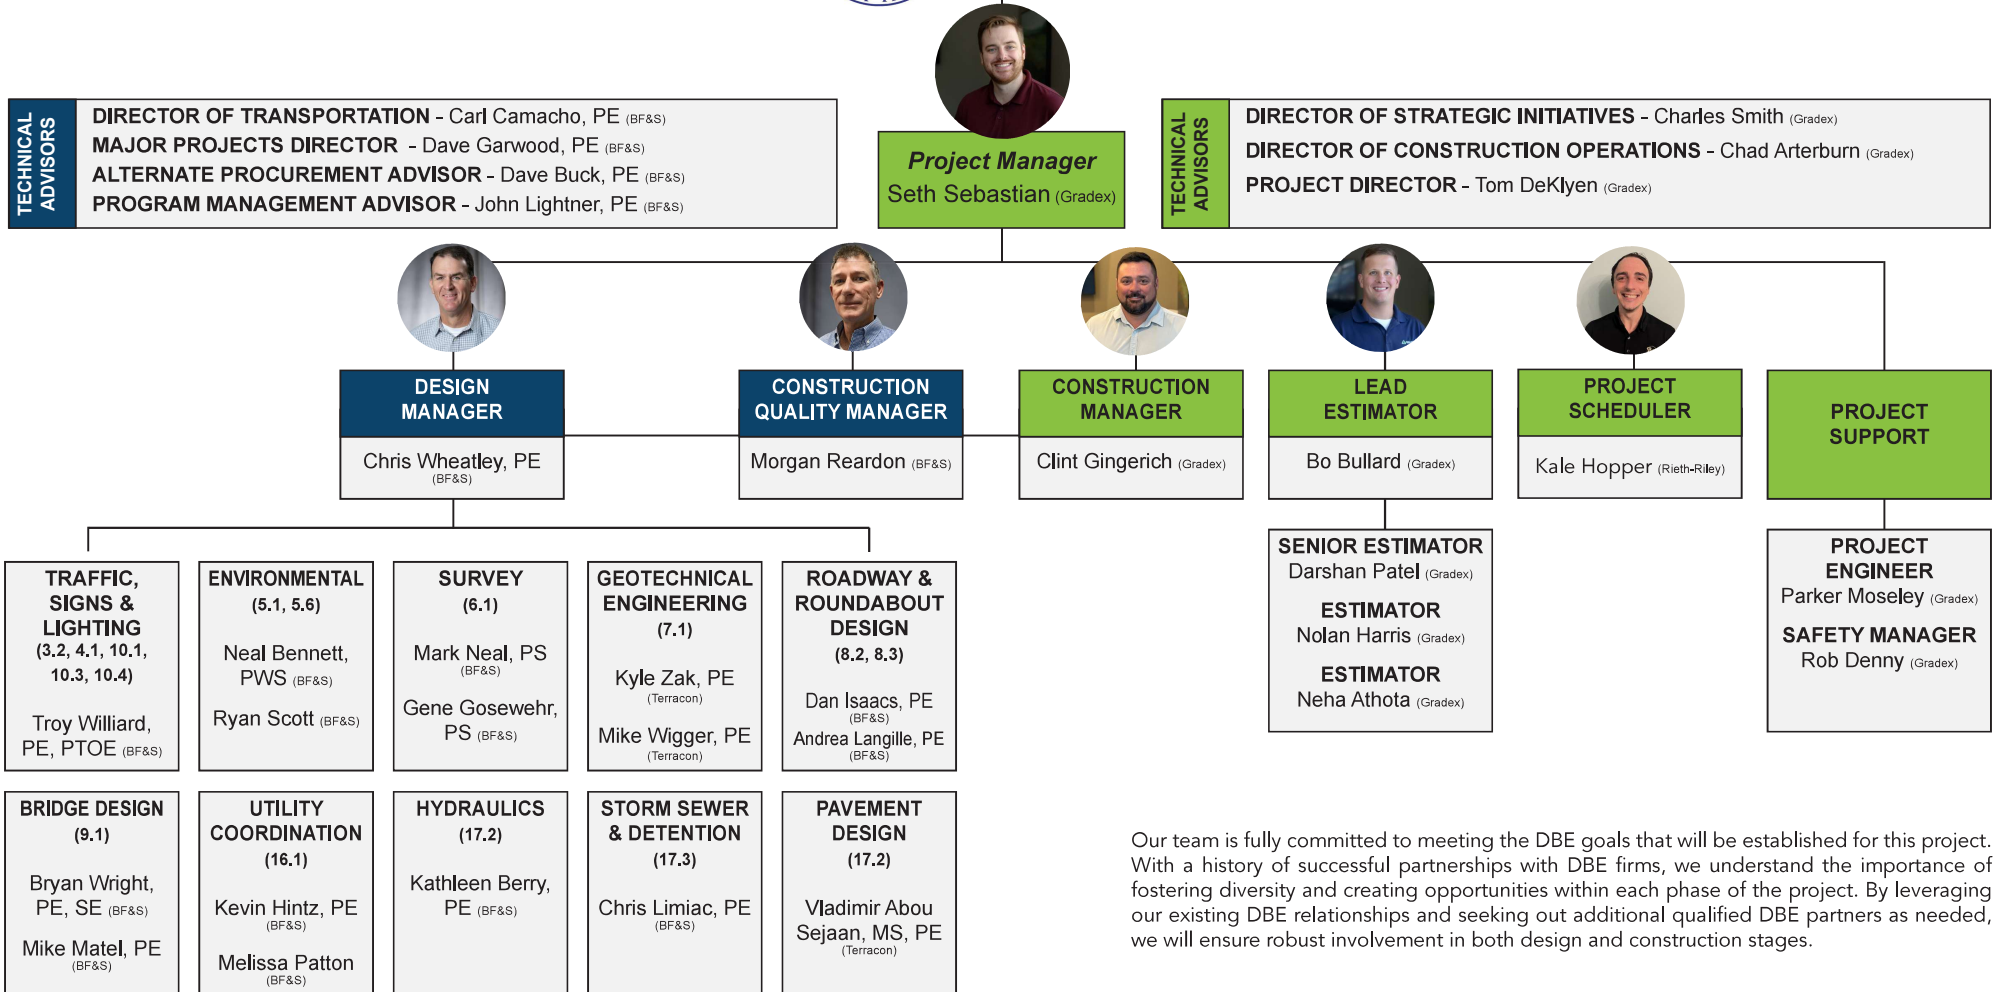 TECHNICAL
ADVISORS
DIRECTOR OF TRANSPORTATION - Carl Camacho, PE (BF&S)
MAJOR PROJECTS DIRECTOR - Dave Garwood, PE (BF&S)
ALTERNATE PROCUREMENT ADVISOR - Dave Buck, PE (BF&S)
PROGRAM MANAGEMENT ADVISOR - John Lightner, PE (BF&S)
Project Manager
Seth Sebastian (Gradex)
TECHNICAL
ADVISORS
DIRECTOR OF STRATEGIC INITIATIVES - Charles Smith (Gradex)
DIRECTOR OF CONSTRUCTION OPERATIONS - Chad Arterburn (Gradex)
PROJECT DIRECTOR - Tom DeKlyen (Gradex)
DESIGN
MANAGER
Chris Wheatley, PE
(BF&S)
CONSTRUCTION
QUALITY MANAGER
Morgan Reardon (BF&S)
CONSTRUCTION
MANAGER
Clint Gingerich (Gradex)
LEAD
ESTIMATOR
Bo Bullard (Gradex)
PROJECT
SCHEDULER
Kale Hopper (Rieth-Riley)
PROJECT
SUPPORT
TRAFFIC,
SIGNS &
LIGHTING
(3.2, 4.1, 10.1,
10.3, 10.4)
Troy Williard,
PE, PTOE (BF&S)
ENVIRONMENTAL
(5.1, 5.6)
Neal Bennett,
PWS (BF&S)
Ryan Scott (BF&S)
SURVEY
(6.1)
Mark Neal, PS
(BF&S)
Gene Gosewehr,
PS (BF&S)
GEOTECHNICAL
ENGINEERING
(7.1)
Kyle Zak, PE
(Terracon)
Mike Wigger, PE
(Terracon)
ROADWAY &
ROUNDABOUT
DESIGN
(8.2, 8.3)
Dan Isaacs, PE
(BF&S)
Andrea Langille, PE
(BF&S)
SENIOR ESTIMATOR
Darshan Patel (Gradex)
ESTIMATOR
Nolan Harris (Gradex)
ESTIMATOR
Neha Athota (Gradex)
PROJECT
ENGINEER
Parker Moseley (Gradex)
SAFETY MANAGER
Rob Denny (Gradex)
BRIDGE DESIGN
(9.1)
Bryan Wright,
PE, SE (BF&S)
Mike Matel, PE
(BF&S)
UTILITY
COORDINATION
(16.1)
Kevin Hintz, PE
(BF&S)
Melissa Patton
(BF&S)
HYDRAULICS
(17.2)
Kathleen Berry,
PE (BF&S)
STORM SEWER
& DETENTION
(17.3)
Chris Limiac, PE
(BF&S)
PAVEMENT
DESIGN
(17.2)
Vladimir Abou
Sejaan, MS, PE
(Terracon)
Our team is fully committed to meeting the DBE goals that will be established for this project.
With a history of successful partnerships with DBE firms, we understand the importance of
fostering diversity and creating opportunities within each phase of the project. By leveraging
our existing DBE relationships and seeking out additional qualified DBE partners as needed,
we will ensure robust involvement in both design and construction stages.